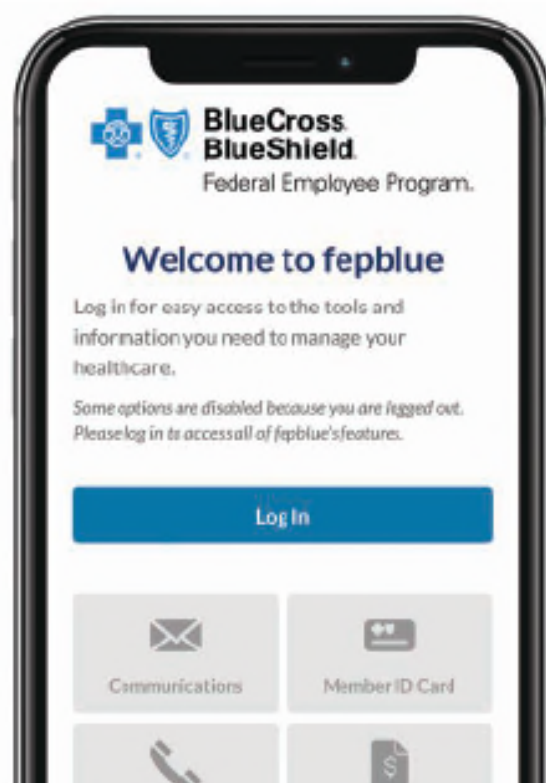 BlueCross
BlueShield
Federal Employee Program.
Welcome to fepblue
Log in for easy access to the tools and
information you need to manage your
healthcare.
Some options are disabled because you are logged out.
Please log in to access all of fepblue's features.
Log In
Communications
Member ID Card
$